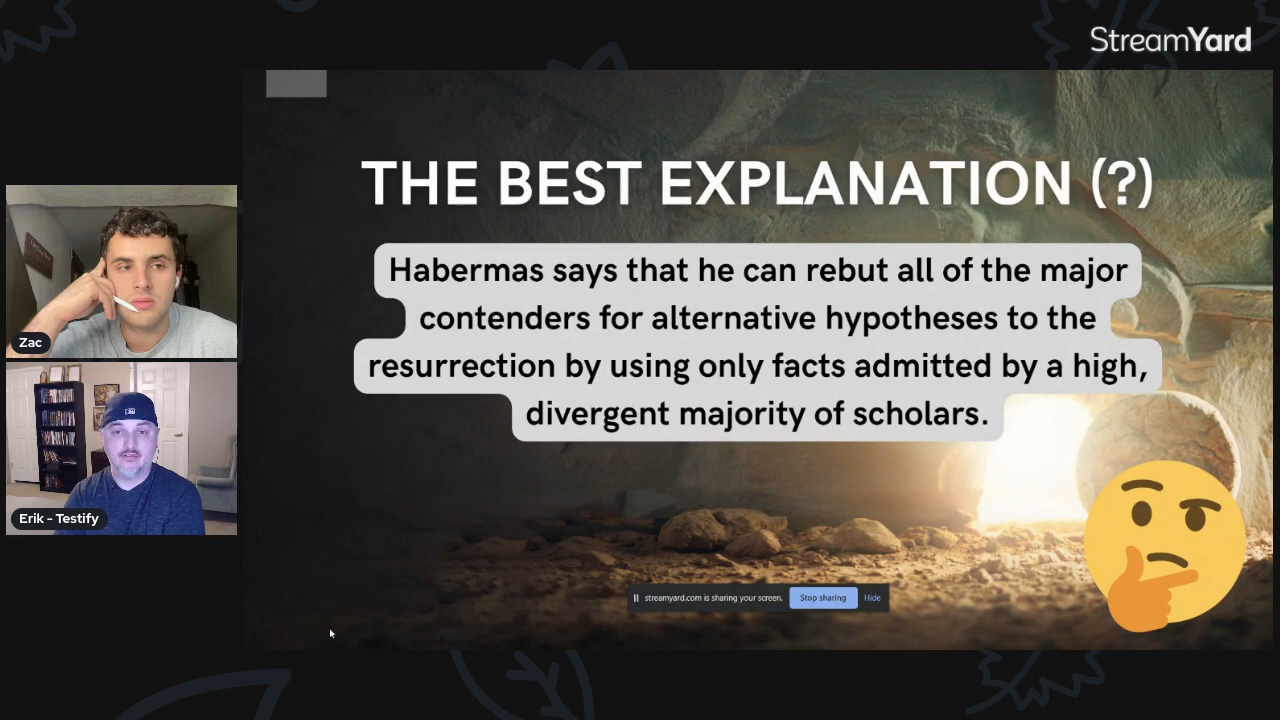 StreamYard
THE BEST EXPLANATION (?)
Habermas says that he can rebut all of the major
contenders for alternative hypotheses to the
resurrection by using only facts admitted by a high,
divergent majority of scholars.
Zac
Erik - Testify
streamyard.com is sharing your screen. Stop sharing Hide